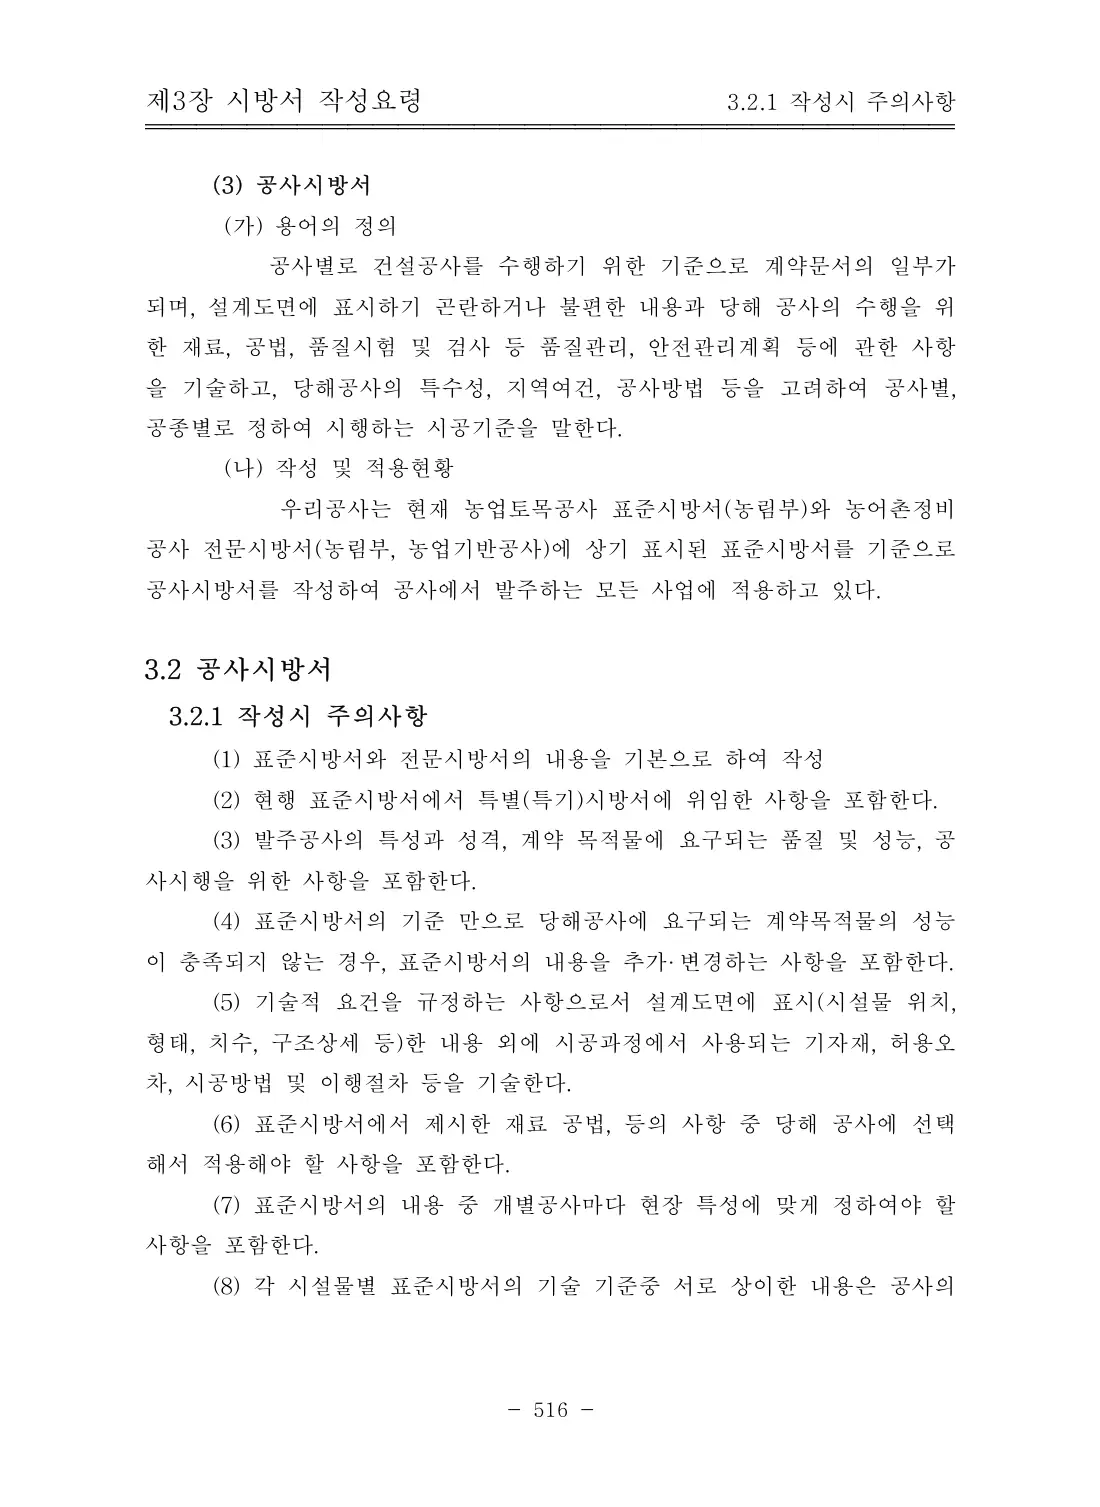 제3장 시방서 작성요령 3.2.1 작성시 주의사항
(3) 공사시방서
(가) 용어의 정의
공사별로 건설공사를 수행하기 위한 기준으로 계약문서의 일부가
되며, 설계도면에 표시하기 곤란하거나 불편한 내용과 당해 공사의 수행을 위
한 재료, 공법, 품질시험 및 검사 등 품질관리, 안전관리계획 등에 관한 사항
을 기술하고, 당해공사의 특수성, 지역여건, 공사방법 등을 고려하여 공사별,
공종별로 정하여 시행하는 시공기준을 말한다.
(나) 작성 및 적용현황
우리공사는 현재 농업토목공사 표준시방서(농림부)와 농어촌정비
공사 전문시방서(농림부, 농업기반공사)에 상기 표시된 표준시방서를 기준으로
공사시방서를 작성하여 공사에서 발주하는 모든 사업에 적용하고 있다.
3.2 공사시방서
3.2.1 작성시 주의사항
(1) 표준시방서와 전문시방서의 내용을 기본으로 하여 작성
(2) 현행 표준시방서에서 특별(특기)시방서에 위임한 사항을 포함한다.
(3) 발주공사의 특성과 성격, 계약 목적물에 요구되는 품질 및 성능, 공
사시행을 위한 사항을 포함한다.
(4) 표준시방서의 기준 만으로 당해공사에 요구되는 계약목적물의 성능
이 충족되지 않는 경우, 표준시방서의 내용을 추가·변경하는 사항을 포함한다.
(5) 기술적 요건을 규정하는 사항으로서 설계도면에 표시(시설물 위치,
형태, 치수, 구조상세 등)한 내용 외에 시공과정에서 사용되는 기자재, 허용오
차, 시공방법 및 이행절차 등을 기술한다.
(6) 표준시방서에서 제시한 재료 공법, 등의 사항 중 당해 공사에 선택
해서 적용해야 할 사항을 포함한다.
(7) 표준시방서의 내용 중 개별공사마다 현장 특성에 맞게 정하여야 할
사항을 포함한다.
(8) 각 시설물별 표준시방서의 기술 기준중 서로 상이한 내용은 공사의
- 516 -